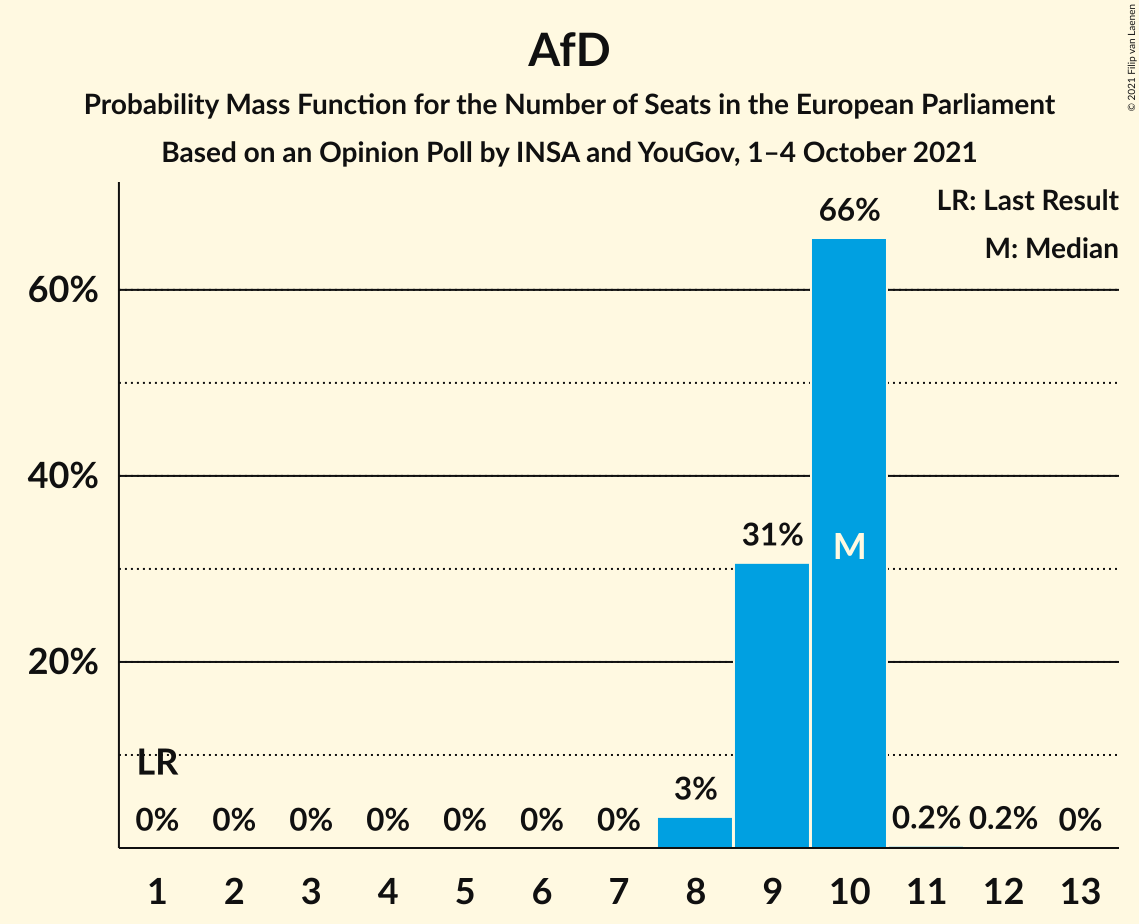 AfD
Probability Mass Function for the Number of Seats in the European Parliament
Based on an Opinion Poll by INSA and YouGov, 1–4 October 2021
© 2021 Filip van Laenen
LR: Last Result
M: Median
66%
60%
31%
M
40%
20%
LR
3%
0% 0% 0% 0% 0% 0% 0% 0.2% 0.2% 0%
1 2 3 4 5 6 7 8 9 10 11 12 13